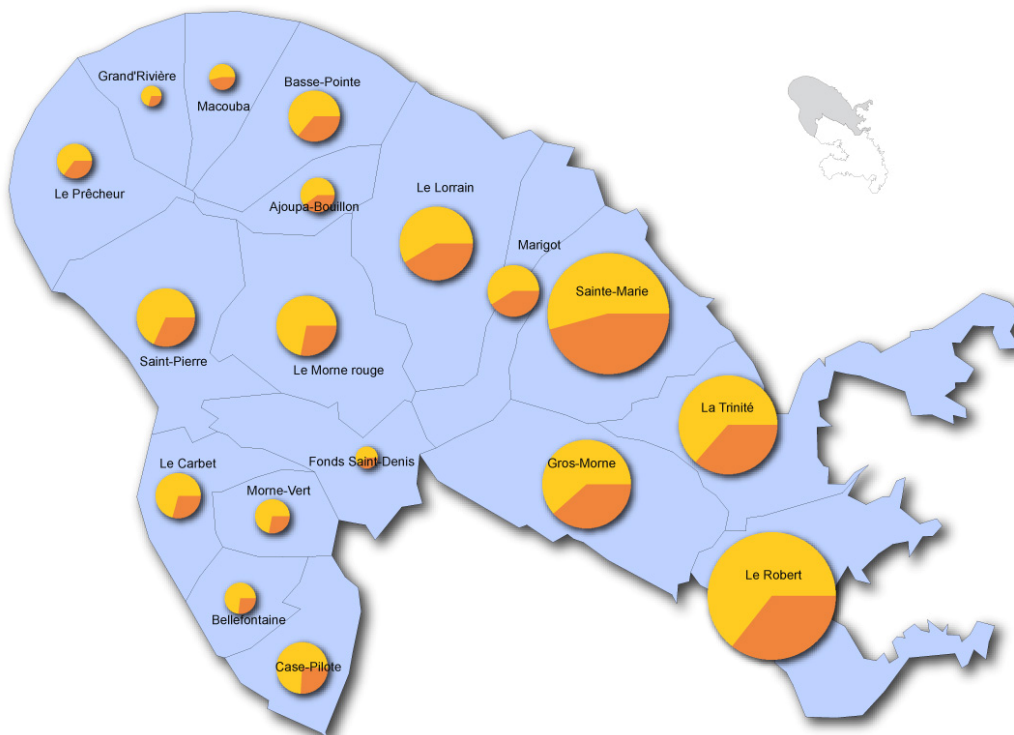 Grand'Rivière
Macouba
Basse-Pointe
Le Prêcheur
Ajoupa-Bouillon
Le Lorrain
Marigot
Sainte-Marie
Saint-Pierre
Le Morne rouge
La Trinité
Le Carbet
Fonds Saint-Denis
Gros-Morne
Morne-Vert
Le Robert
Bellefontaine
Case-Pilote